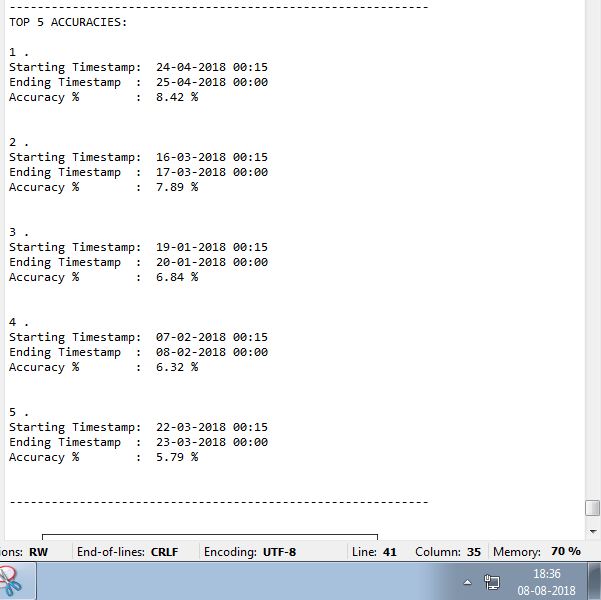 ------------------------------------------------------------
TOP 5 ACCURACIES:
1 .
Starting Timestamp:  24-04-2018 00:15
Ending Timestamp  :  25-04-2018 00:00
Accuracy %        :  8.42 %
2 .
Starting Timestamp:  16-03-2018 00:15
Ending Timestamp  :  17-03-2018 00:00
Accuracy %        :  7.89 %
3 .
Starting Timestamp:  19-01-2018 00:15
Ending Timestamp  :  20-01-2018 00:00
Accuracy %        :  6.84 %
4 .
Starting Timestamp:  07-02-2018 00:15
Ending Timestamp  :  08-02-2018 00:00
Accuracy %        :  6.32 %
5 .
Starting Timestamp:  22-03-2018 00:15
Ending Timestamp  :  23-03-2018 00:00
Accuracy %        :  5.79 %
------------------------------------------------------------
ons: RW End-of-lines: CRLF Encoding: UTF-8 Line: 41 Column: 35 Memory: 70 %
18:36
08-08-2018